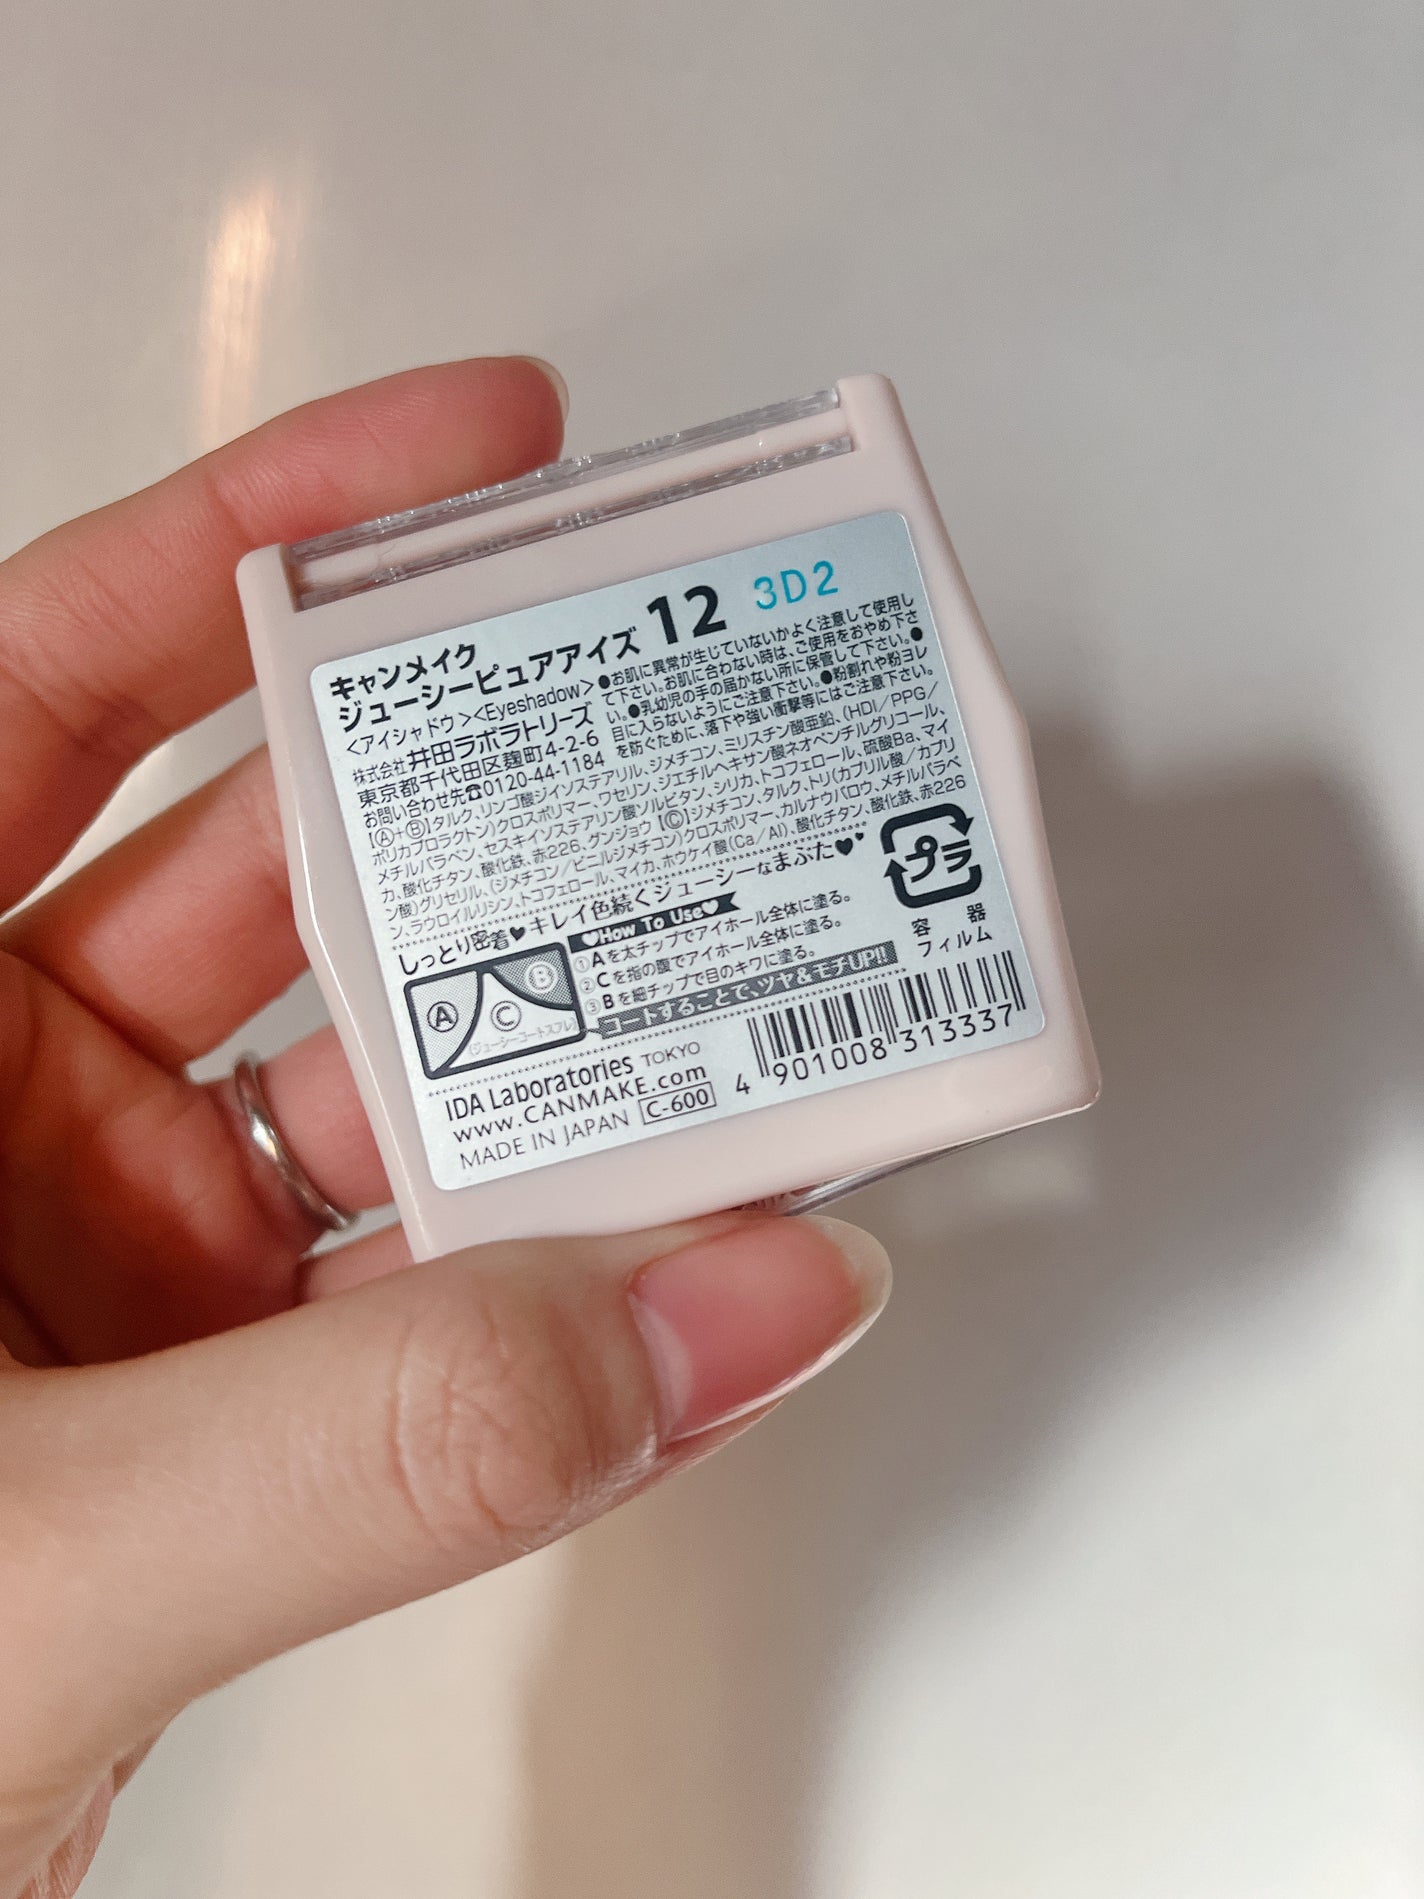 キャンメイク
ジューシーピュアアイズ 12 3D2
<アイシャドウ><Eyeshadow>
株式会社 井田ラボラトリーズ
東京都千代田区麹町4-2-6
お問い合わせ先☎0120-44-1184
●お肌に異常が生じていないかよく注意して使用し
て下さい。お肌に合わない時は、ご使用をおやめ下さ
い。●乳幼児の手の届かない所に保管して下さい。●
目に入らないようにご注意下さい。●粉割れや粉ヨレ
を防ぐために、落下や強い衝撃等にはご注意下さい。
【Ⓐ+Ⓑ】タルク、リンゴ酸ジイソステアリル、ジメチコン、ミリスチン酸亜鉛、(HDI/PPG/
ポリカプロラクトン)クロスポリマー、ワセリン、ジエチルヘキサン酸ネオペンチルグリコール、
メチルパラベン、セスキイソステアリン酸ソルビタン、シリカ、トコフェロール、硫酸Ba、マイ
カ、酸化チタン、酸化鉄、赤226、グンジョウ【Ⓒ】ジメチコン、タルク、トリ(カプリル酸/カプリ
ン酸)グリセリル、(ジメチコン/ビニルジメチコン)クロスポリマー、カルナウバロウ、メチルパラベ
ン、ラウロイルリシン、トコフェロール、マイカ、ホウケイ酸(Ca/Al)、酸化チタン、酸化鉄、赤226
しっとり密着♥キレイ色続くジューシーなまぶた♥♥
♥How To Use♥
①Aを太チップでアイホール全体に塗る。
②Cを指の腹でアイホール全体に塗る。
③Bを細チップで目のキワに塗る。
コートすることで、ツヤ&モチUP!!
Ⓐ Ⓑ
Ⓒ
(ジューシーコートスフレ)
プラ
容器
フィルム
IDA Laboratories TOKYO
www.CANMAKE.com
MADE IN JAPAN C-600
4 901008 313337